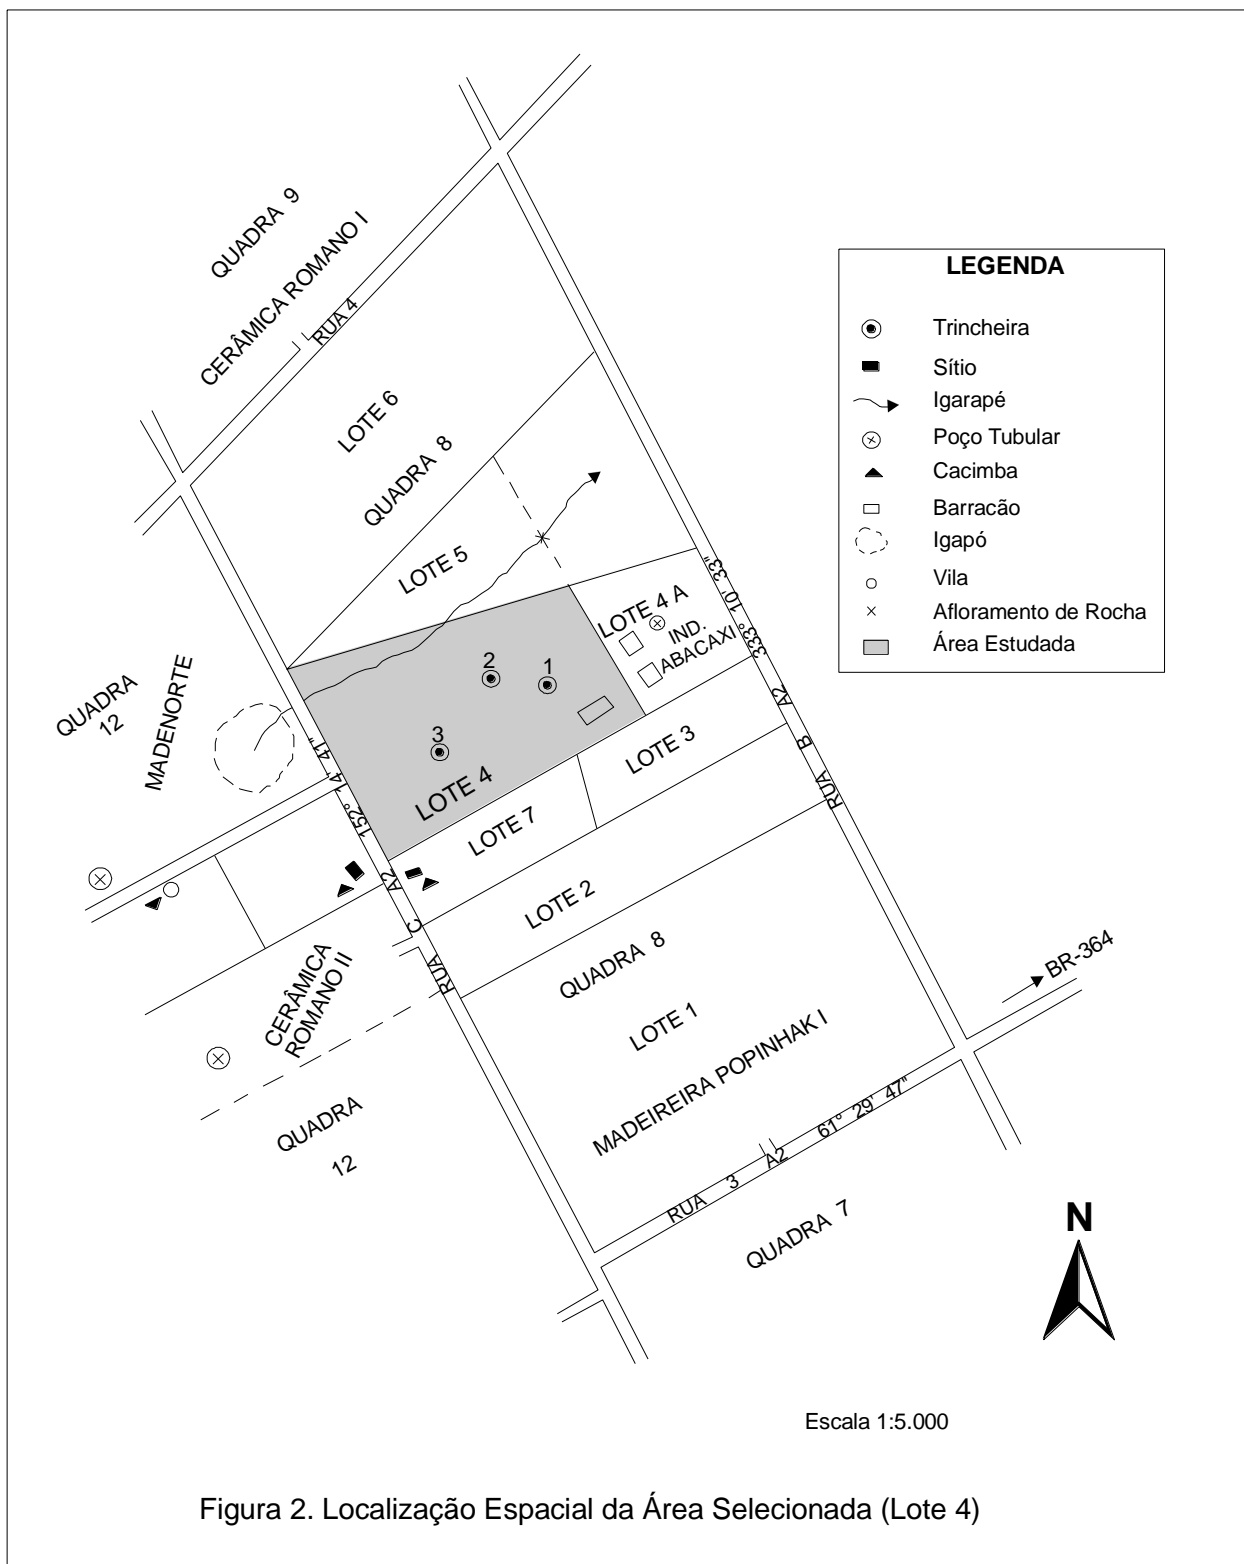 QUADRA 9
CERÂMICA ROMANO I
RUA 4
LOTE 6
QUADRA 8
LOTE 5
LOTE 4 A
IND.
ABACAXI
333° 10' 33"
A2
B
RUA
2
1
3
LOTE 4
LOTE 3
LOTE 7
LOTE 2
QUADRA
12
MADENORTE
152° 14' 41"
A2
C
RUA
CERÂMICA
ROMANO II
QUADRA
12
QUADRA 8
LOTE 1
MADEIREIRA POPINHAK I
BR-364
RUA 3 A2 61° 29' 47"
QUADRA 7
LEGENDA
Trincheira
Sítio
Igarapé
Poço Tubular
Cacimba
Barracão
Igapó
Vila
Afloramento de Rocha
Área Estudada
N
Escala 1:5.000
Figura 2. Localização Espacial da Área Selecionada (Lote 4)